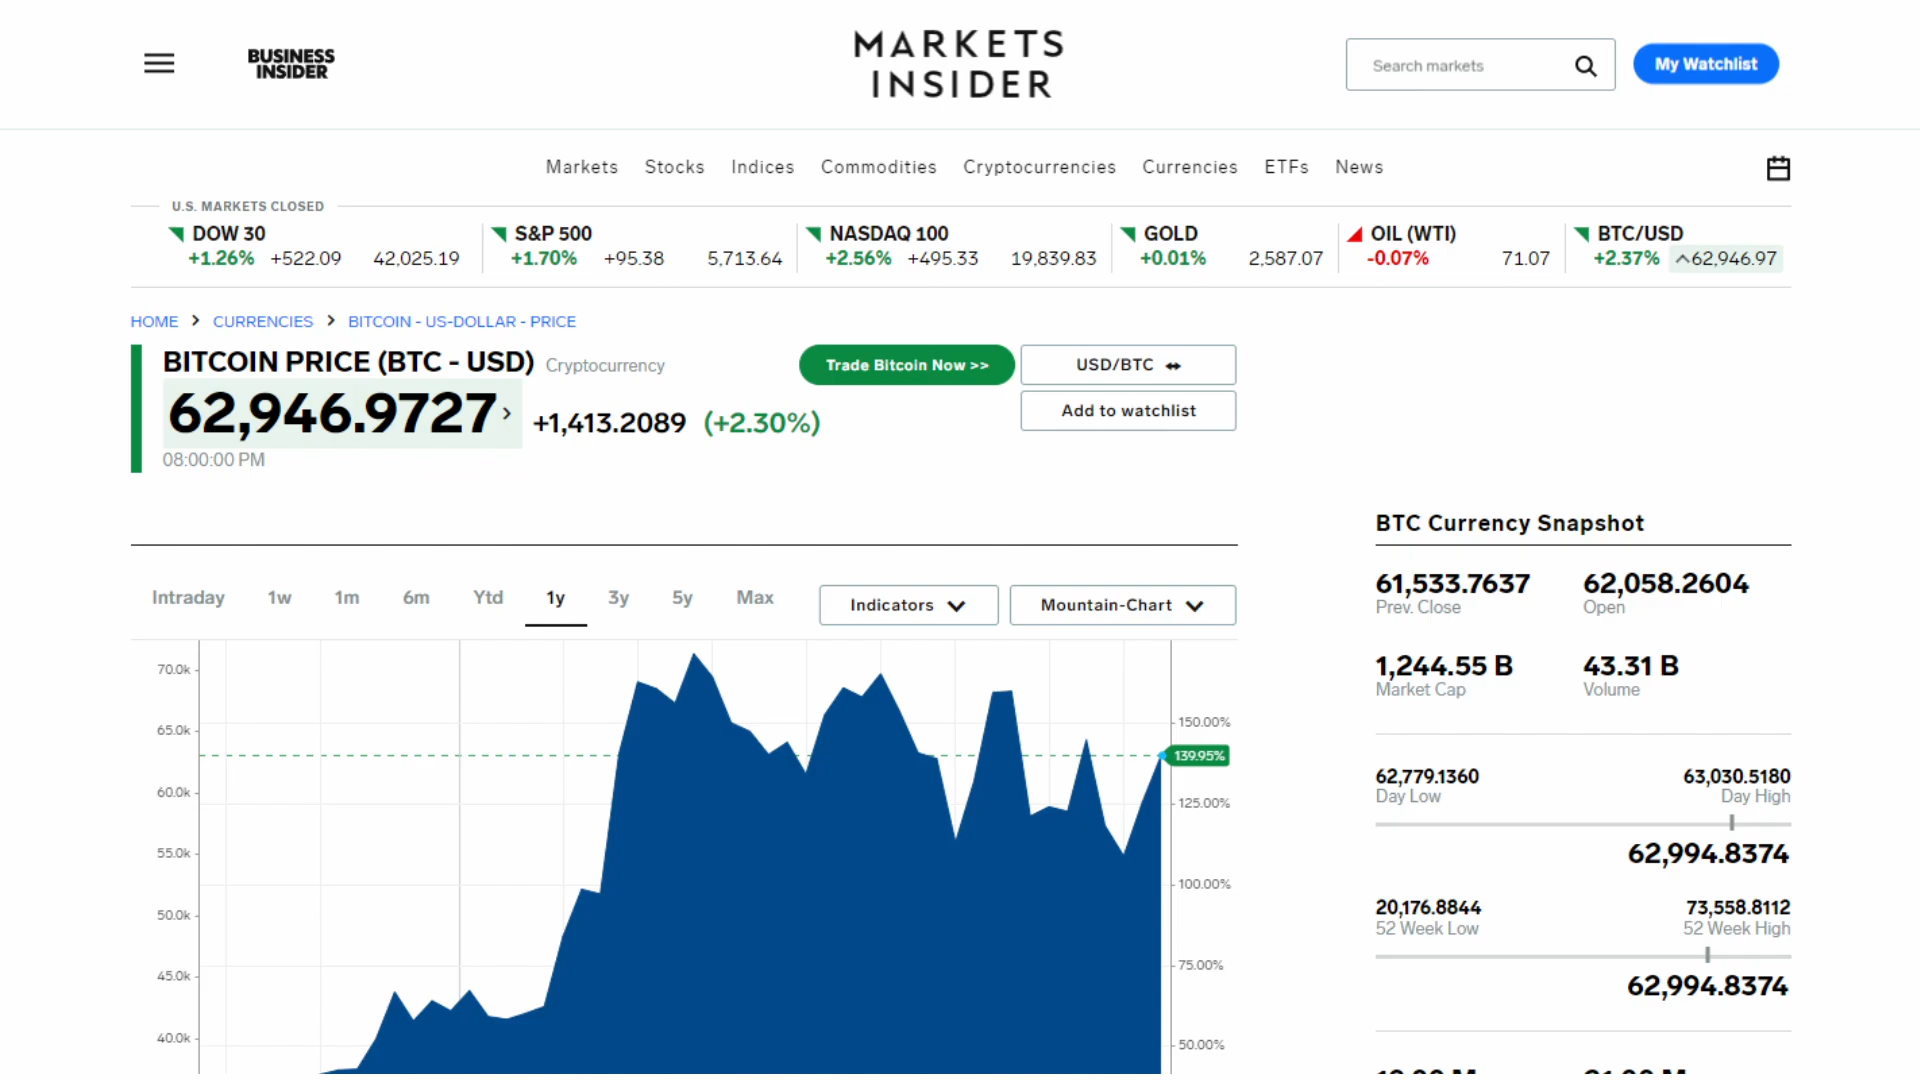 BUSINESS
INSIDER
MARKETS
INSIDER
Search markets
My Watchlist
Markets Stocks Indices Commodities Cryptocurrencies Currencies ETFs News
U.S. MARKETS CLOSED
DOW 30
+1.26% +522.09 42,025.19
S&P 500
+1.70% +95.38 5,713.64
NASDAQ 100
+2.56% +495.33 19,839.83
GOLD
+0.01% 2,587.07
OIL (WTI)
-0.07% 71.07
BTC/USD
+2.37% 62,946.97
HOME > CURRENCIES > BITCOIN - US-DOLLAR - PRICE
BITCOIN PRICE (BTC - USD) Cryptocurrency
62,946.9727 +1,413.2089 (+2.30%)
08:00:00 PM
Trade Bitcoin Now >>
USD/BTC
Add to watchlist
Intraday 1w 1m 6m Ytd 1y 3y 5y Max
Indicators
Mountain-Chart
70.0k
65.0k
60.0k
55.0k
50.0k
45.0k
40.0k
150.00%
139.95%
125.00%
100.00%
75.00%
50.00%
BTC Currency Snapshot
61,533.7637 62,058.2604
Prev. Close Open
1,244.55 B 43.31 B
Market Cap Volume
62,779.1360 63,030.5180
Day Low Day High
62,994.8374
20,176.8844 73,558.8112
52 Week Low 52 Week High
62,994.8374